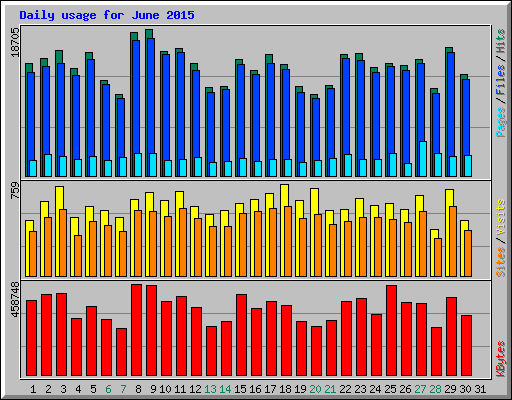 Daily usage for June 2015
18705
Pages / Files / Hits
759
Sites / Visits
458748
KBytes
1 2 3 4 5 6 7 8 9 10 11 12 13 14 15 16 17 18 19 20 21 22 23 24 25 26 27 28 29 30 31